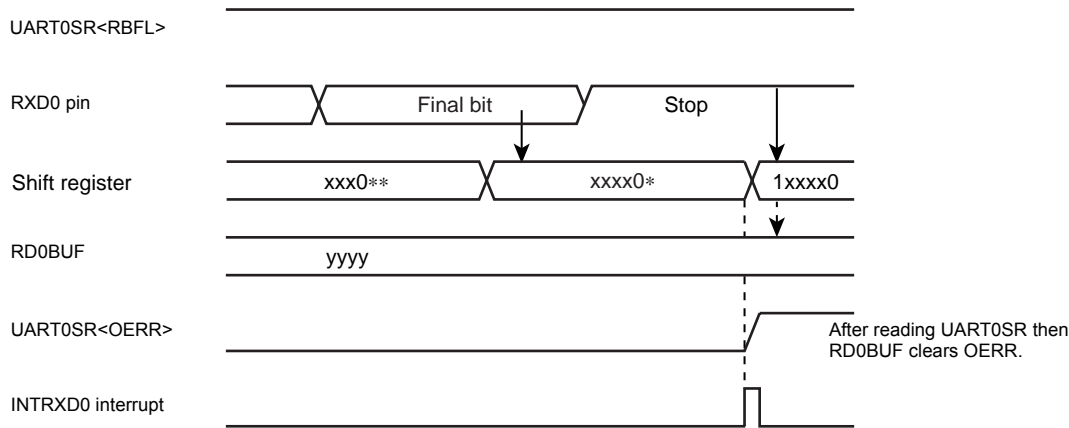 UART0SR<RBFL>
RXD0 pin
Final bit
Stop
Shift register
xxx0**
xxxx0*
1xxxx0
RD0BUF
yyyy
UART0SR<OERR>
After reading UART0SR then
RD0BUF clears OERR.
INTRXD0 interrupt